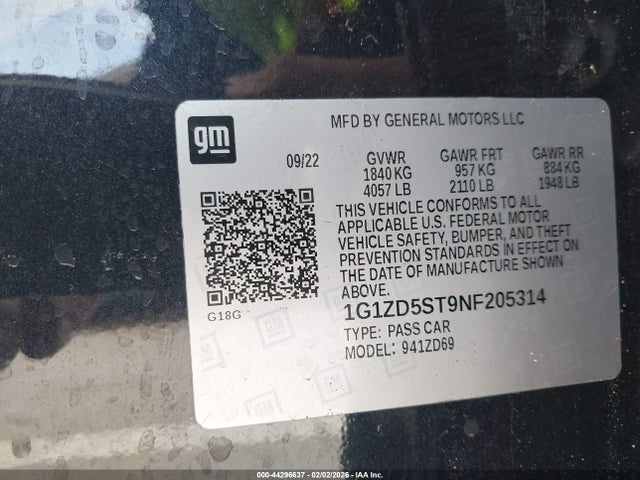 gm
MFD BY GENERAL MOTORS LLC
09/22 GVWR GAWR FRT GAWR RR
1840 KG 957 KG 884 KG
4057 LB 2110 LB 1948 LB
THIS VEHICLE CONFORMS TO ALL
APPLICABLE U.S. FEDERAL MOTOR
VEHICLE SAFETY, BUMPER, AND THEFT
PREVENTION STANDARDS IN EFFECT ON
THE DATE OF MANUFACTURE SHOWN
ABOVE.
1G1ZD5ST9NF205314
G18G
TYPE: PASS CAR
MODEL: 941ZD69
000-44296637 - 02/02/2026 - IAA Inc.